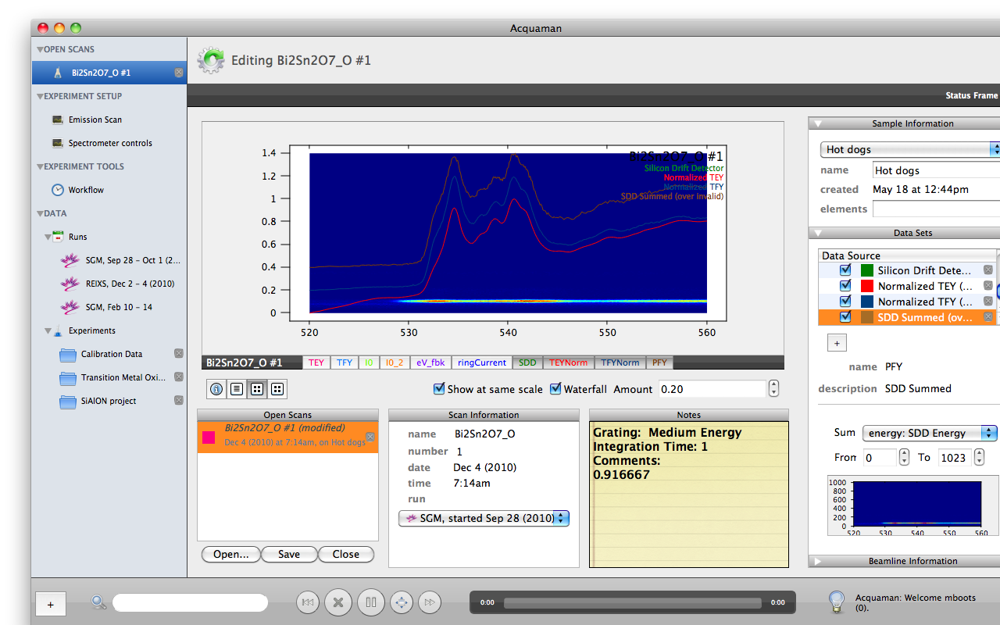 Acquaman
OPEN SCANS
Bi2Sn2O7_O #1
EXPERIMENT SETUP
Emission Scan
Spectrometer controls
EXPERIMENT TOOLS
Workflow
DATA
Runs
SGM, Sep 28 – Oct 1 (2...
REIXS, Dec 2 – 4 (2010)
SGM, Feb 10 – 14
Experiments
Calibration Data
Transition Metal Oxi...
SiAlON project
Editing Bi2Sn2O7_O #1
Status Frame
1.4
1.2
1
0.8
0.6
0.4
0.2
0
520 530 540 550 560
Bi2Sn2O7_O #1
Silicon Drift Detector
Normalized TEY
Normalized TFY
SDD Summed (over invalid)
Bi2Sn2O7_O #1 TEY TFY I0 I0_2 eV_fbk ringCurrent SDD TEYNorm TFYNorm PFY
Show at same scale Waterfall Amount 0.20
Open Scans
Bi2Sn2O7_O #1 (modified)
Dec 4 (2010) at 7:14am, on Hot dogs
Open... Save Close
Scan Information
name Bi2Sn2O7_O
number 1
date Dec 4 (2010)
time 7:14am
run
SGM, started Sep 28 (2010)
Notes
Grating: Medium Energy
Integration Time: 1
Comments:
0.916667
Sample Information
Hot dogs
name Hot dogs
created May 18 at 12:44pm
elements
Data Sets
Data Source
Silicon Drift Dete...
Normalized TEY (...
Normalized TFY (...
SDD Summed (ov...
+
name PFY
description SDD Summed
Sum energy: SDD Energy
From 0 To 1023
1000
800
600
400
200
0
520 530 540 550 560
Beamline Information
+
0:00 0:00
Acquaman: Welcome mboots
(0).